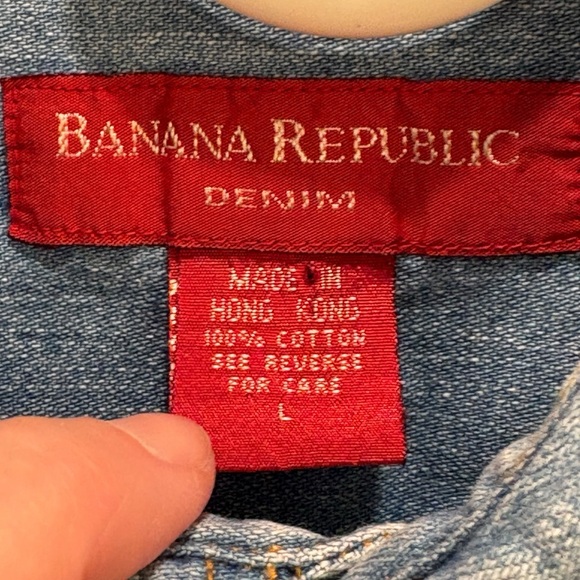 BANANA REPUBLIC
DENIM
MADE IN
HONG KONG
100% COTTON
SEE REVERSE
FOR CARE
L